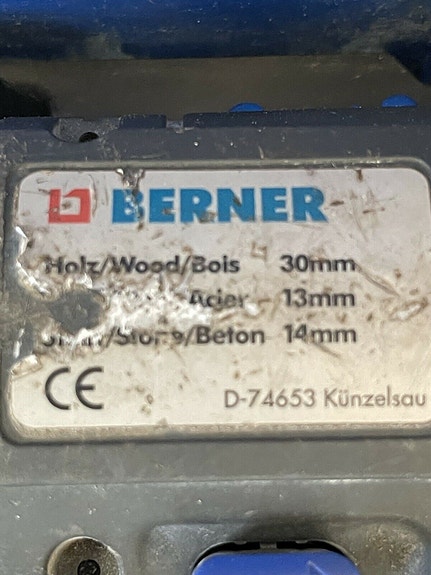 BERNER
Holz/Wood/Bois 30mm
Acier 13mm
/Beton 14mm
CE
D-74653 Künzelsau